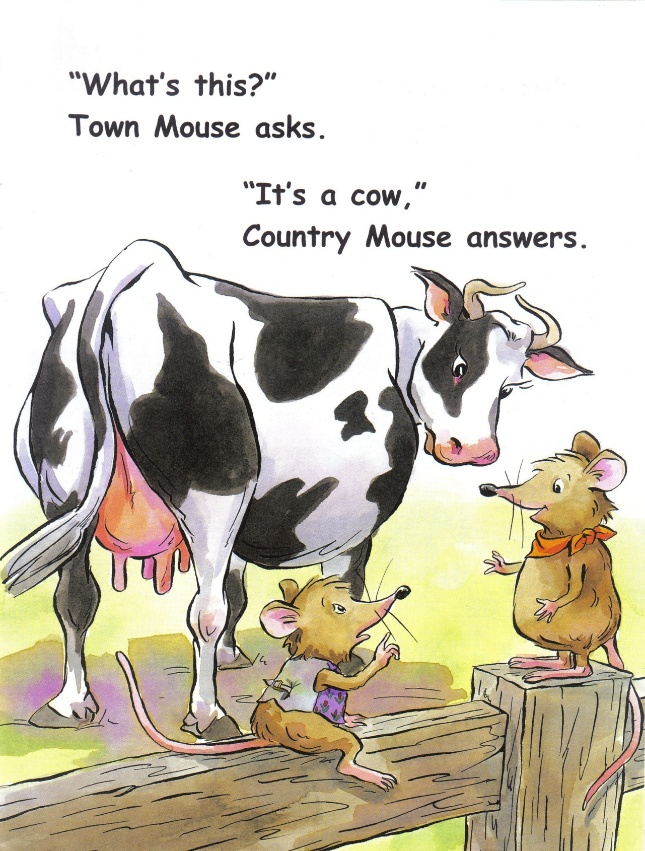 “What’s this?”
Town Mouse asks.
“It’s a cow,”
Country Mouse answers.